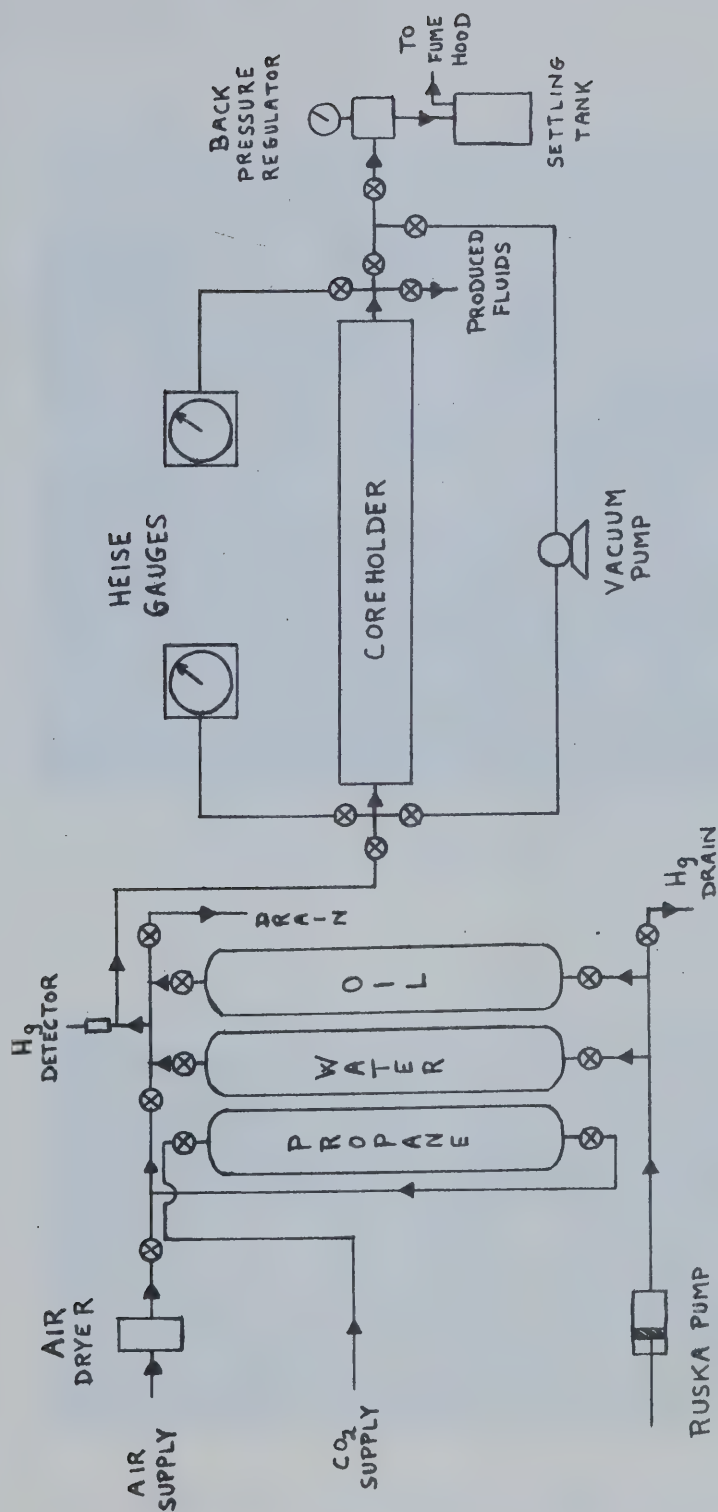 AIR
SUPPLY
AIR
DRYER
CO2
SUPPLY
RUSKA PUMP
PROPANE
WATER
OIL
Hg
DETECTOR
DRAIN
Hg
DRAIN
HEISE
GAUGES
COREHOLDER
VACUUM
PUMP
PRODUCED
FLUIDS
BACK
PRESSURE
REGULATOR
TO
FUME
HOOD
SETTLING
TANK